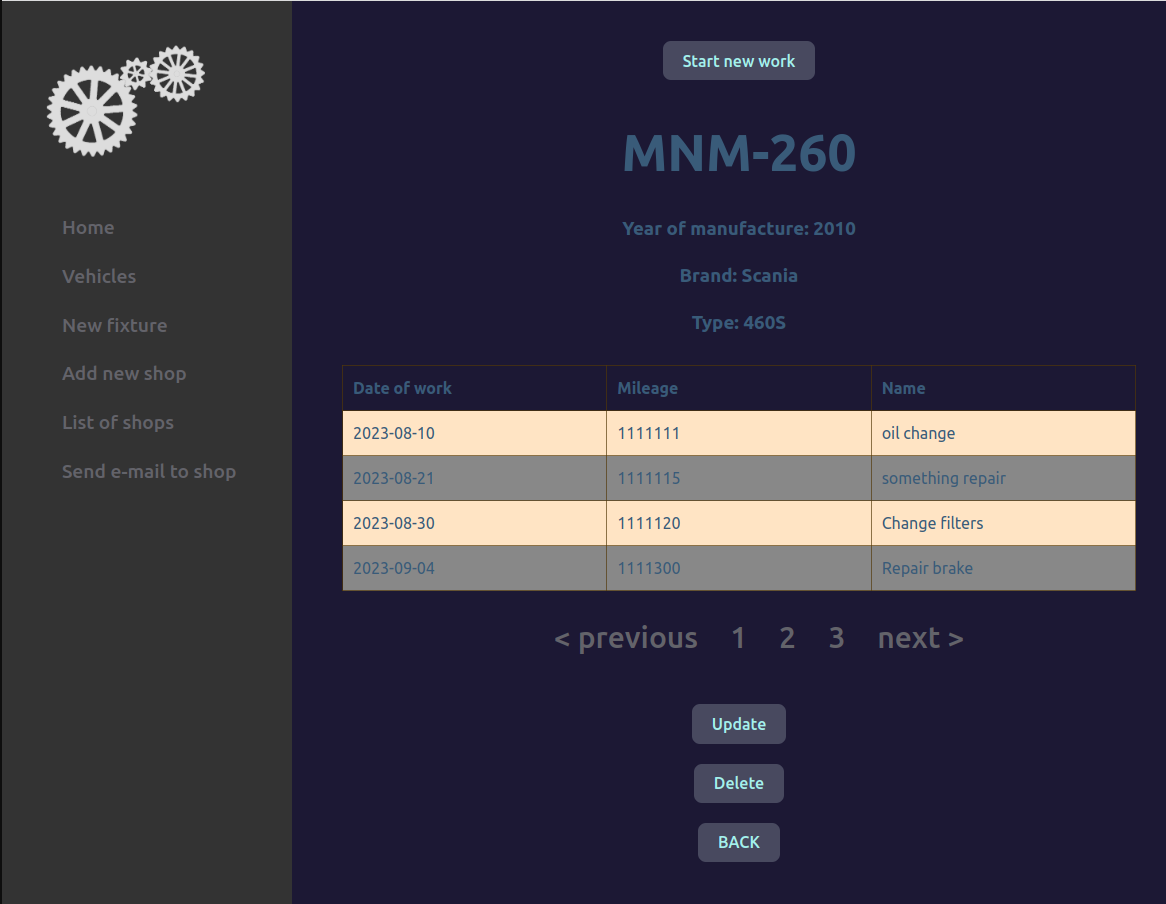 Start new work
MNM-260
Home
Year of manufacture: 2010
Vehicles
Brand: Scania
New fixture
Type: 460S
Add new shop
List of shops
Send e-mail to shop
Date of work Mileage Name
2023-08-10 1111111 oil change
2023-08-21 1111115 something repair
2023-08-30 1111120 Change filters
2023-09-04 1111300 Repair brake
< previous 1 2 3 next >
Update
Delete
BACK